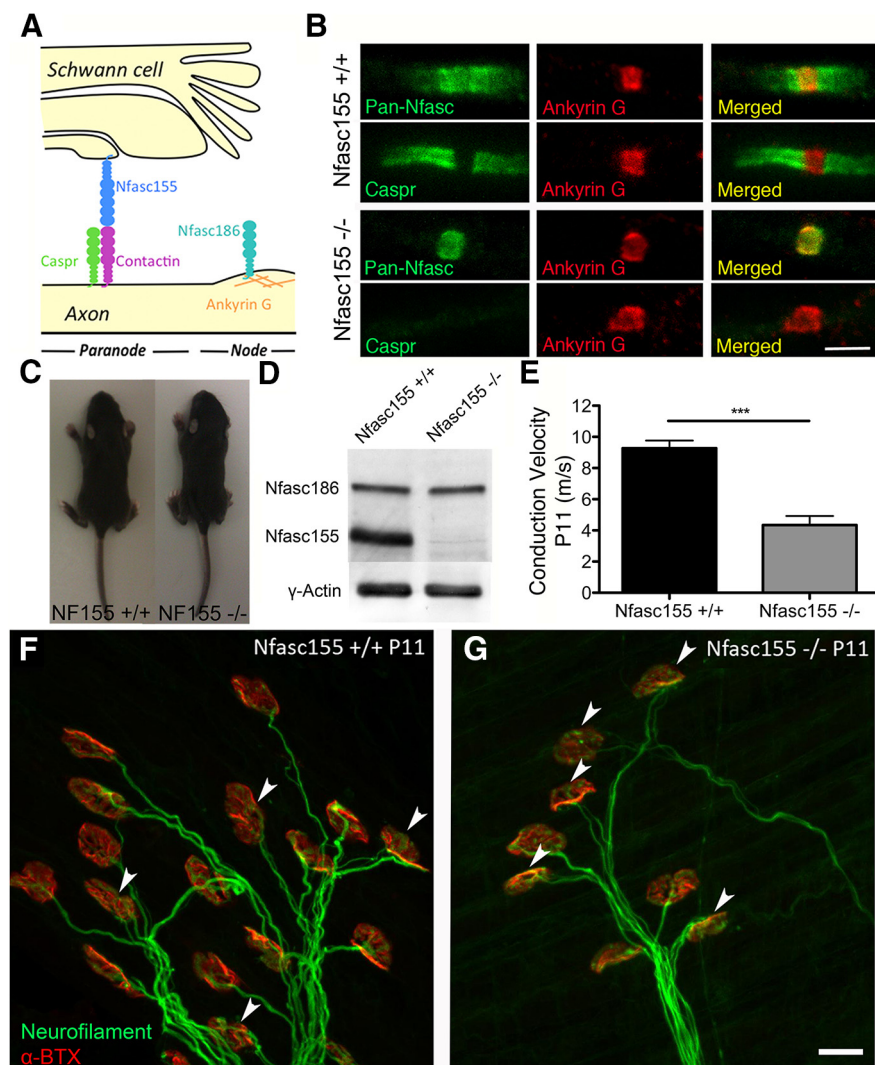 A
Schwann cell
Nfasc155
Nfasc186
Caspr
Contactin
Ankyrin G
Axon
Paranode
Node
B
Nfasc155 +/+
Pan-Nfasc
Ankyrin G
Merged
Caspr
Ankyrin G
Merged
Nfasc155 -/-
Pan-Nfasc
Ankyrin G
Merged
Caspr
Ankyrin G
Merged
C
NF155 +/+
NF155 -/-
D
Nfasc155 +/+
Nfasc155 -/-
Nfasc186
Nfasc155
γ-Actin
E
Conduction Velocity
P11 (m/s)
12
10
8
6
4
2
0
***
Nfasc155 +/+
Nfasc155 -/-
F
Nfasc155 +/+ P11
Neurofilament
α-BTX
G
Nfasc155 -/- P11